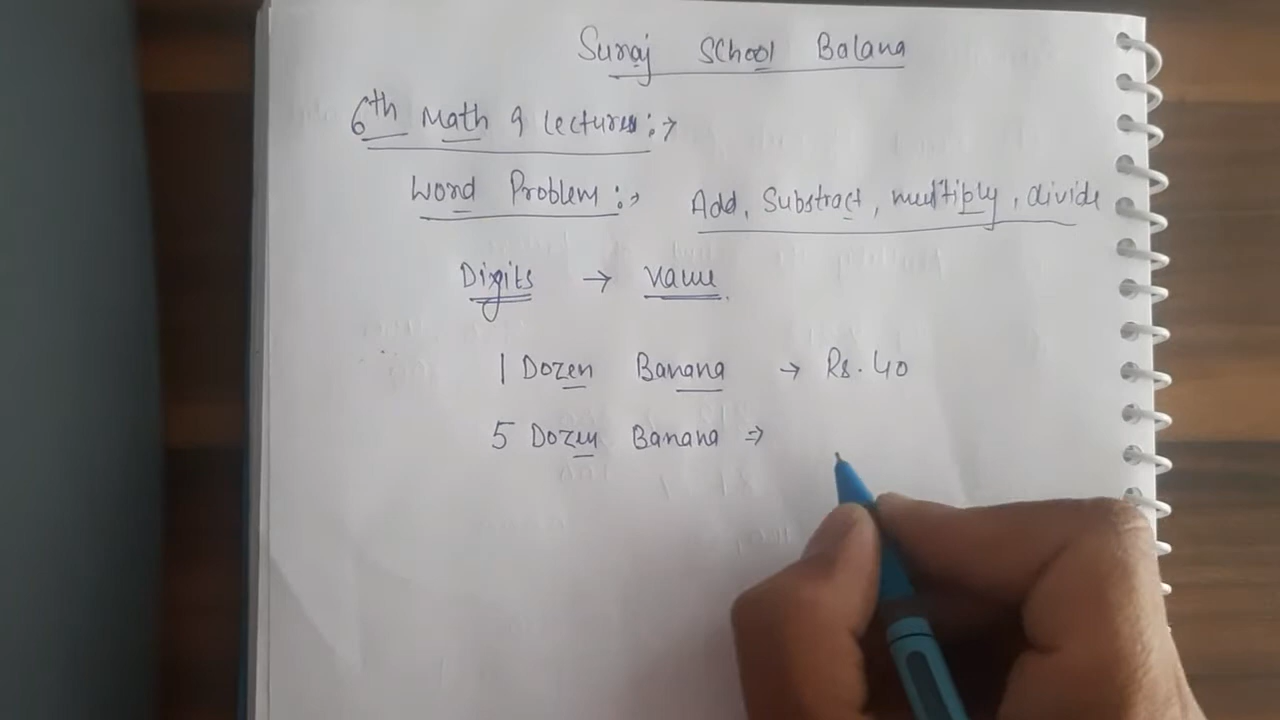 Suraj School Balana
6th Math 9 Lectures :->
Word Problem :-> Add, Substract, multiply, divide
Digits → Name
1 Dozen Banana → Rs. 40
5 Dozen Banana ⇒